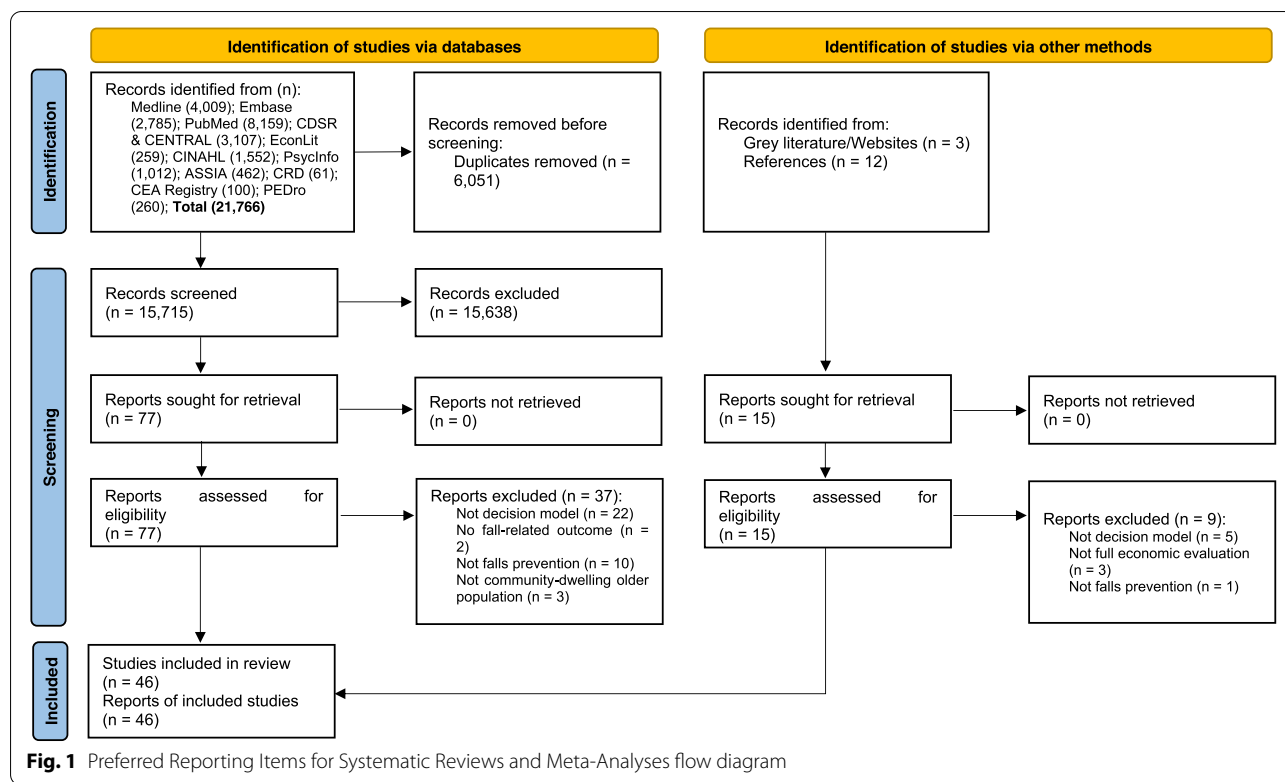 Identification of studies via databases
Identification of studies via other methods
Identification
Records identified from (n):
Medline (4,009); Embase
(2,785); PubMed (8,159); CDSR
& CENTRAL (3,107); EconLit
(259); CINAHL (1,552); PsycInfo
(1,012); ASSIA (462); CRD (61);
CEA Registry (100); PEDro
(260); Total (21,766)
Records removed before
screening:
Duplicates removed (n =
6,051)
Records identified from:
Grey literature/Websites (n = 3)
References (n = 12)
Screening
Records screened
(n = 15,715)
Records excluded
(n = 15,638)
Reports sought for retrieval
(n = 77)
Reports not retrieved
(n = 0)
Reports sought for retrieval
(n = 15)
Reports not retrieved
(n = 0)
Reports assessed for
eligibility
(n = 77)
Reports excluded (n = 37):
Not decision model (n = 22)
No fall-related outcome (n =
2)
Not falls prevention (n = 10)
Not community-dwelling older
population (n = 3)
Reports assessed for
eligibility
(n = 15)
Reports excluded (n = 9):
Not decision model (n = 5)
Not full economic evaluation
(n = 3)
Not falls prevention (n = 1)
Included
Studies included in review
(n = 46)
Reports of included studies
(n = 46)
Fig. 1 Preferred Reporting Items for Systematic Reviews and Meta-Analyses flow diagram